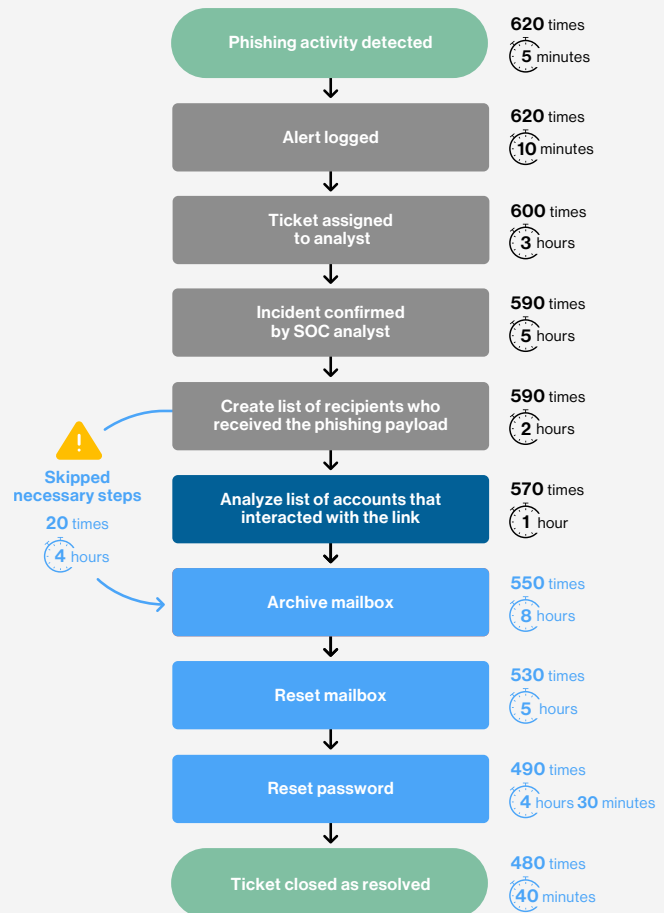 Phishing activity detected
620 times
5 minutes
Alert logged
620 times
10 minutes
Ticket assigned
to analyst
600 times
3 hours
Incident confirmed
by SOC analyst
590 times
5 hours
Create list of recipients who
received the phishing payload
590 times
2 hours
Skipped
necessary steps
20 times
4 hours
Analyze list of accounts that
interacted with the link
570 times
1 hour
Archive mailbox
550 times
8 hours
Reset mailbox
530 times
5 hours
Reset password
490 times
4 hours 30 minutes
Ticket closed as resolved
480 times
40 minutes